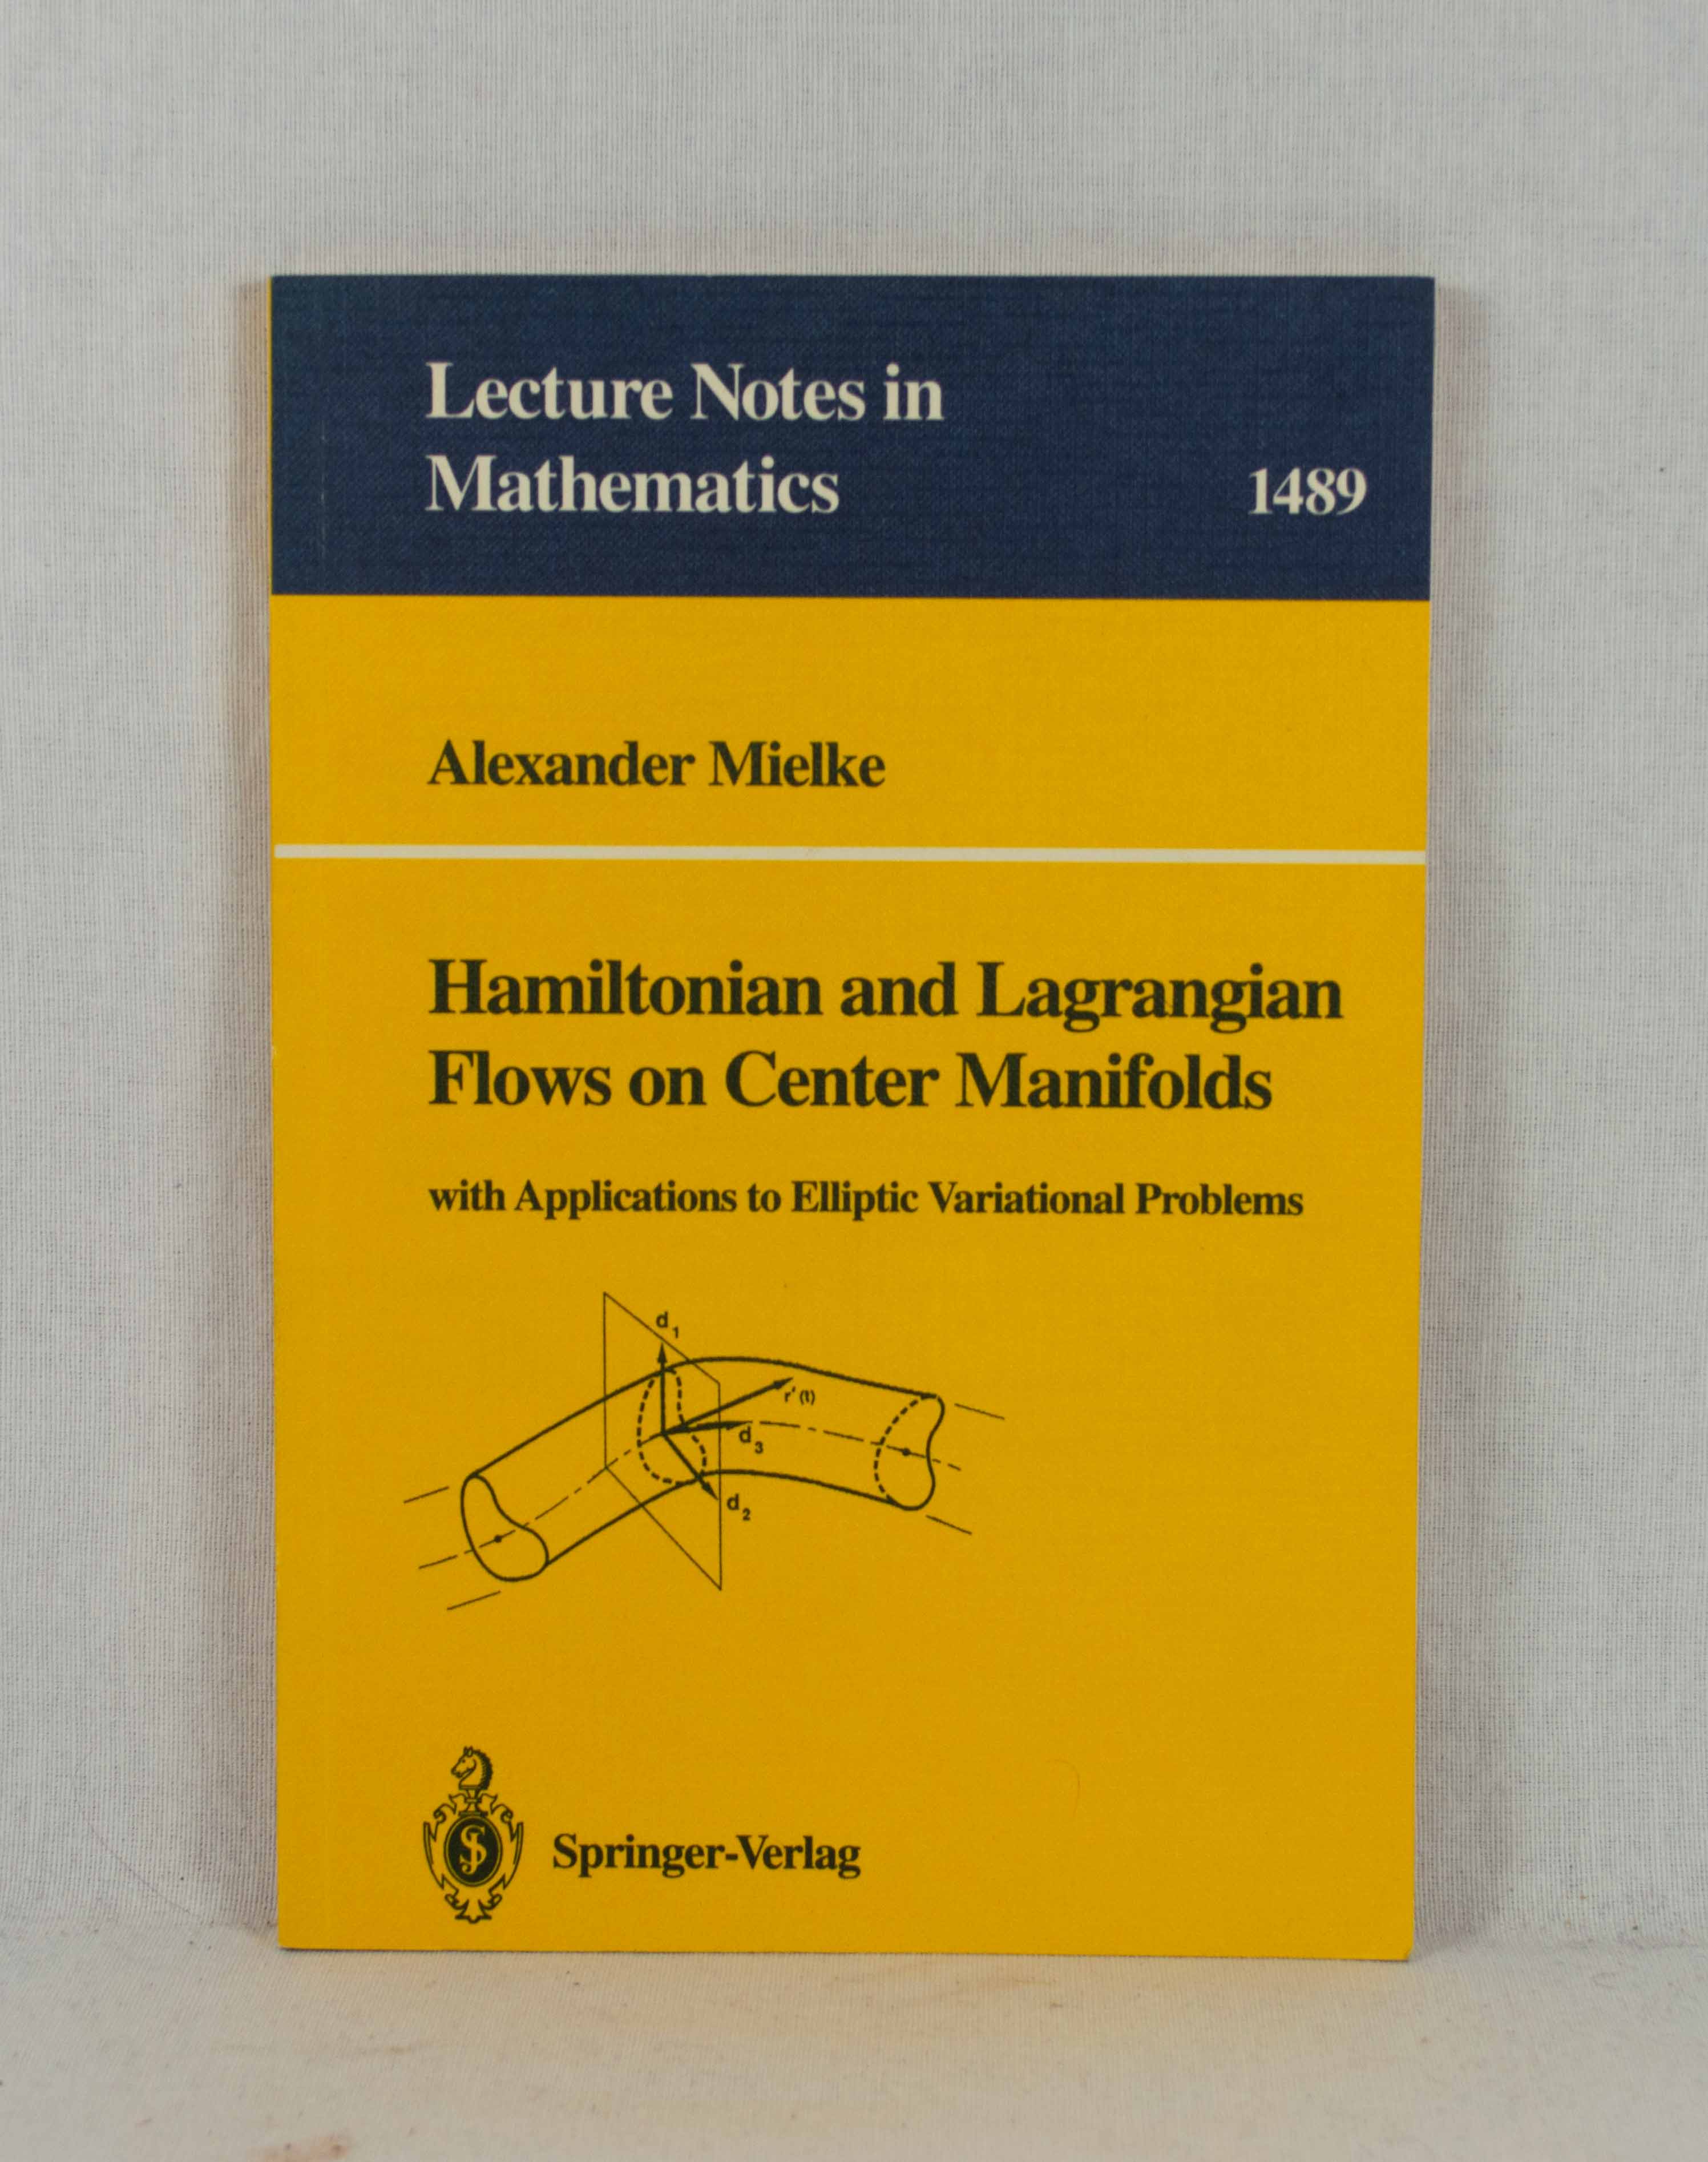 Lecture Notes in
Mathematics 1489
Alexander Mielke
Hamiltonian and Lagrangian
Flows on Center Manifolds
with Applications to Elliptic Variational Problems
d₁
r'(t)
d₃
d₂
Springer-Verlag